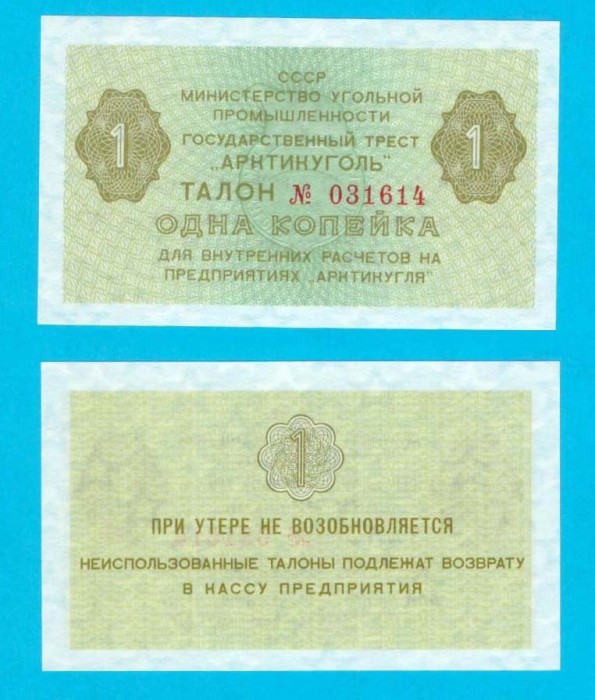 СССР
МИНИСТЕРСТВО УГОЛЬНОЙ
ПРОМЫШЛЕННОСТИ
ГОСУДАРСТВЕННЫЙ ТРЕСТ
„АРКТИКУГОЛЬ"
1 1
ТАЛОН № 031614
ОДНА КОПЕЙКА
ДЛЯ ВНУТРЕННИХ РАСЧЕТОВ НА
ПРЕДПРИЯТИЯХ „АРКТИКУГЛЯ"
1
ПРИ УТЕРЕ НЕ ВОЗОБНОВЛЯЕТСЯ
НЕИСПОЛЬЗОВАННЫЕ ТАЛОНЫ ПОДЛЕЖАТ ВОЗВРАТУ
В КАССУ ПРЕДПРИЯТИЯ